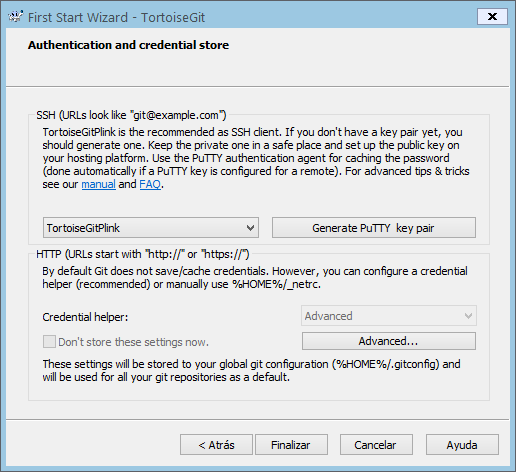 First Start Wizard - TortoiseGit
Authentication and credential store
SSH (URLs look like "git@example.com")
TortoiseGitPlink is the recommended as SSH client. If you don't have a key pair yet, you
should generate one. Keep the private one in a safe place and set up the public key on
your hosting platform. Use the PuTTY authentication agent for caching the password
(done automatically if a PuTTY key is configured for a remote). For advanced tips & tricks
see our manual and FAQ.
TortoiseGitPlink
Generate PuTTY key pair
HTTP (URLs start with "http://" or "https://")
By default Git does not save/cache credentials. However, you can configure a credential
helper (recommended) or manually use %HOME%/_netrc.
Credential helper:
Advanced
Don't store these settings now.
Advanced...
These settings will be stored to your global git configuration (%HOME%/.gitconfig) and
will be used for all your git repositories as a default.
< Atrás
Finalizar
Cancelar
Ayuda